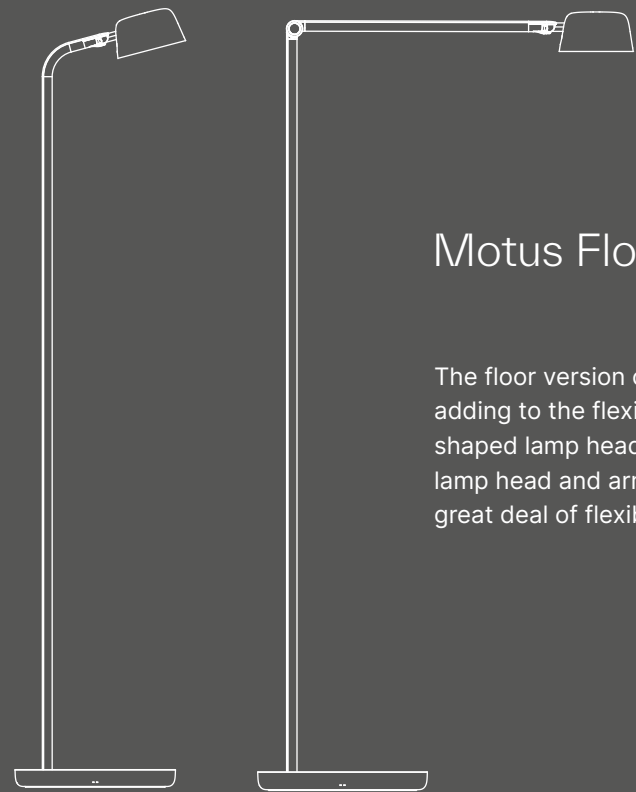 Motus Flo
The floor version
adding to the flexi
shaped lamp head
lamp head and arr
great deal of flexib